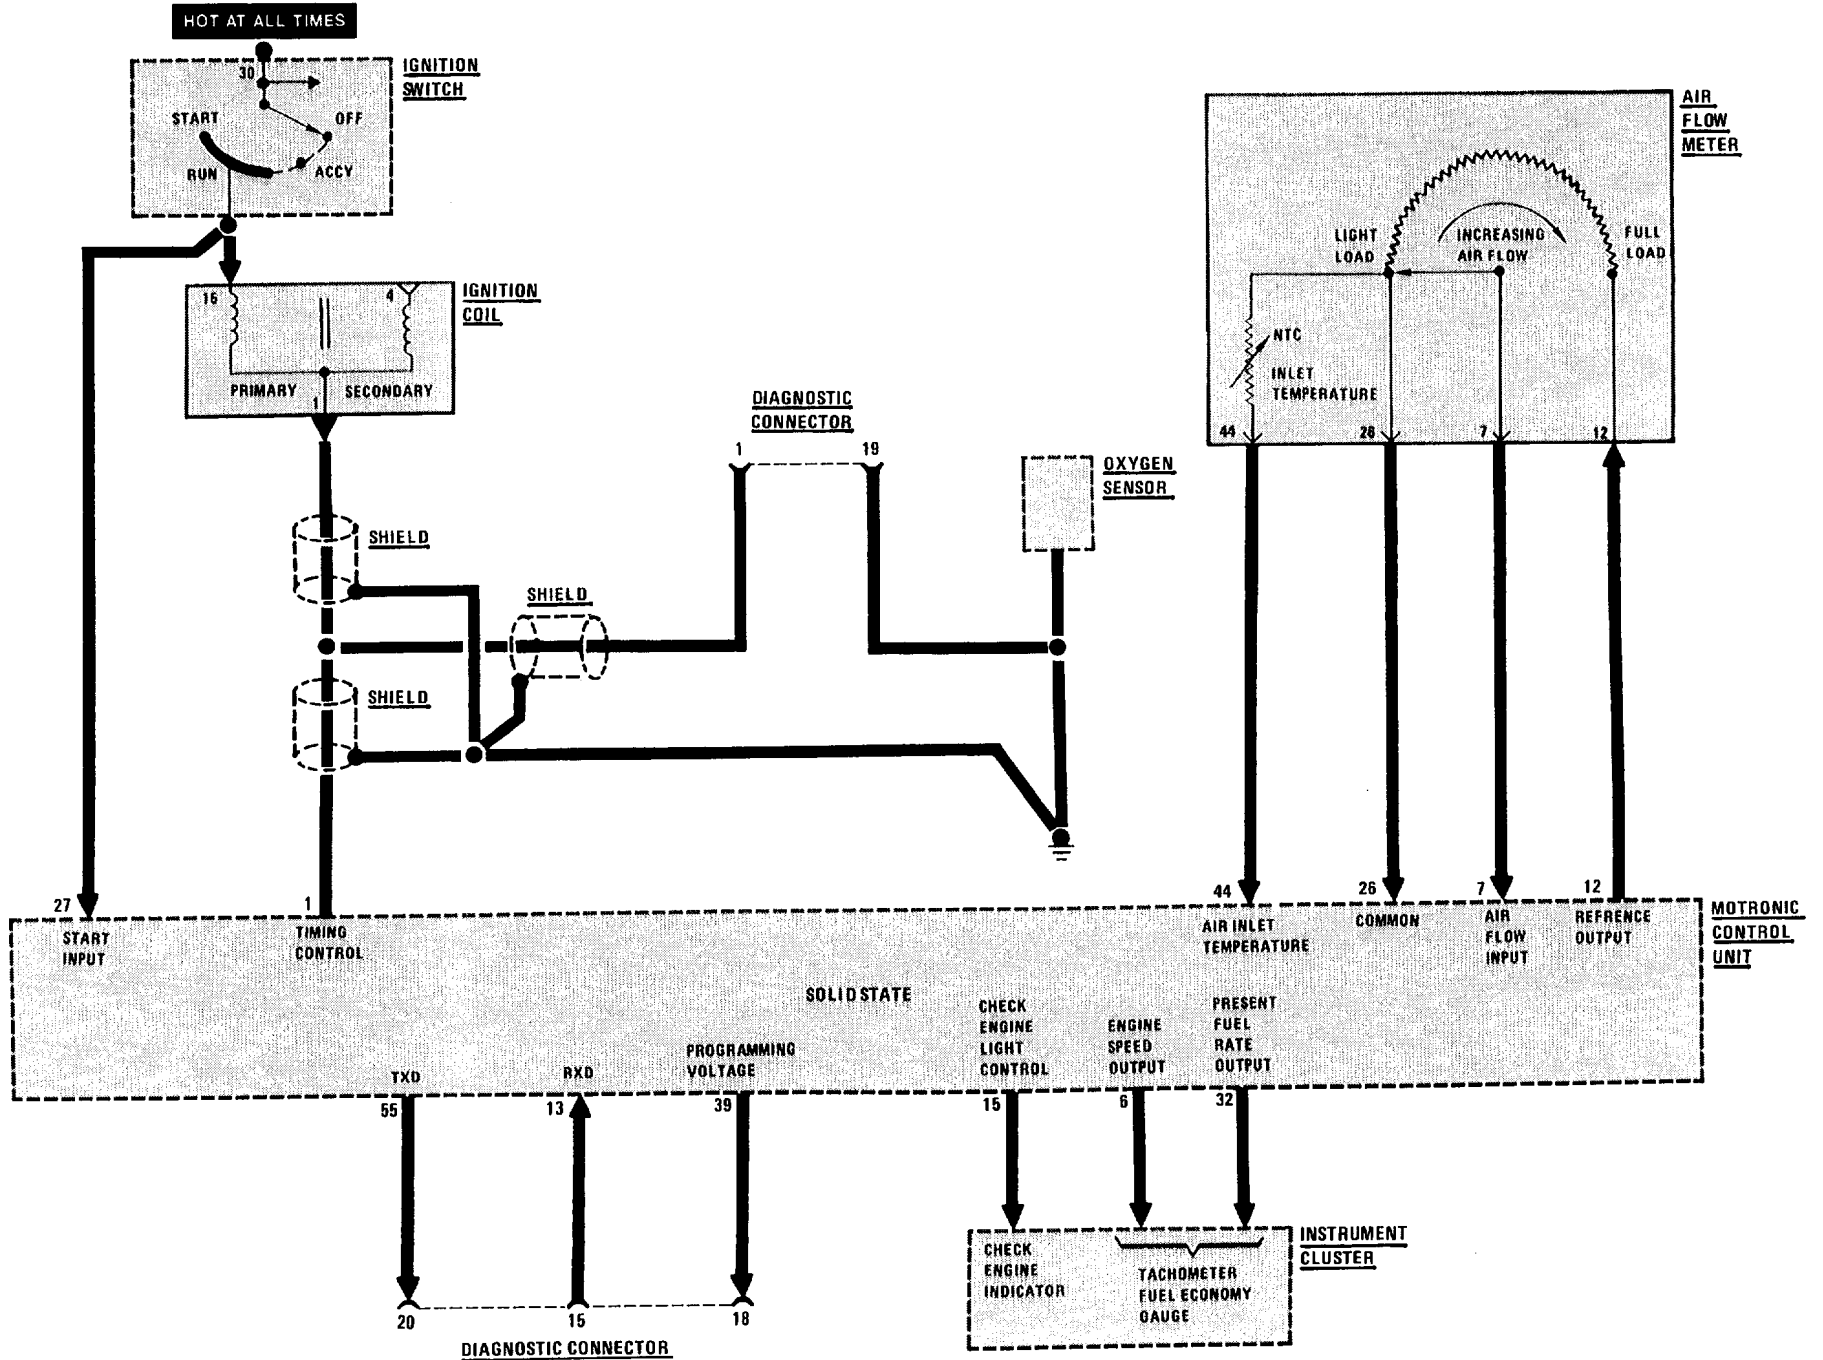 HOT AT ALL TIMES
30
IGNITION
SWITCH
START
OFF
RUN
ACCY
16
4
IGNITION
COIL
PRIMARY
SECONDARY
1
AIR
FLOW
METER
LIGHT
LOAD
INCREASING
AIR FLOW
FULL
LOAD
NTC
INLET
TEMPERATURE
44
26
7
12
DIAGNOSTIC
CONNECTOR
1
19
OXYGEN
SENSOR
SHIELD
SHIELD
SHIELD
27
1
44
26
7
12
START
INPUT
TIMING
CONTROL
AIR INLET
TEMPERATURE
COMMON
AIR
FLOW
INPUT
REFRENCE
OUTPUT
MOTRONIC
CONTROL
UNIT
SOLID STATE
TXD
RXD
PROGRAMMING
VOLTAGE
CHECK
ENGINE
LIGHT
CONTROL
ENGINE
SPEED
OUTPUT
PRESENT
FUEL
RATE
OUTPUT
55
13
39
15
6
32
20
15
18
DIAGNOSTIC CONNECTOR
CHECK
ENGINE
INDICATOR
TACHOMETER
FUEL ECONOMY
GAUGE
INSTRUMENT
CLUSTER